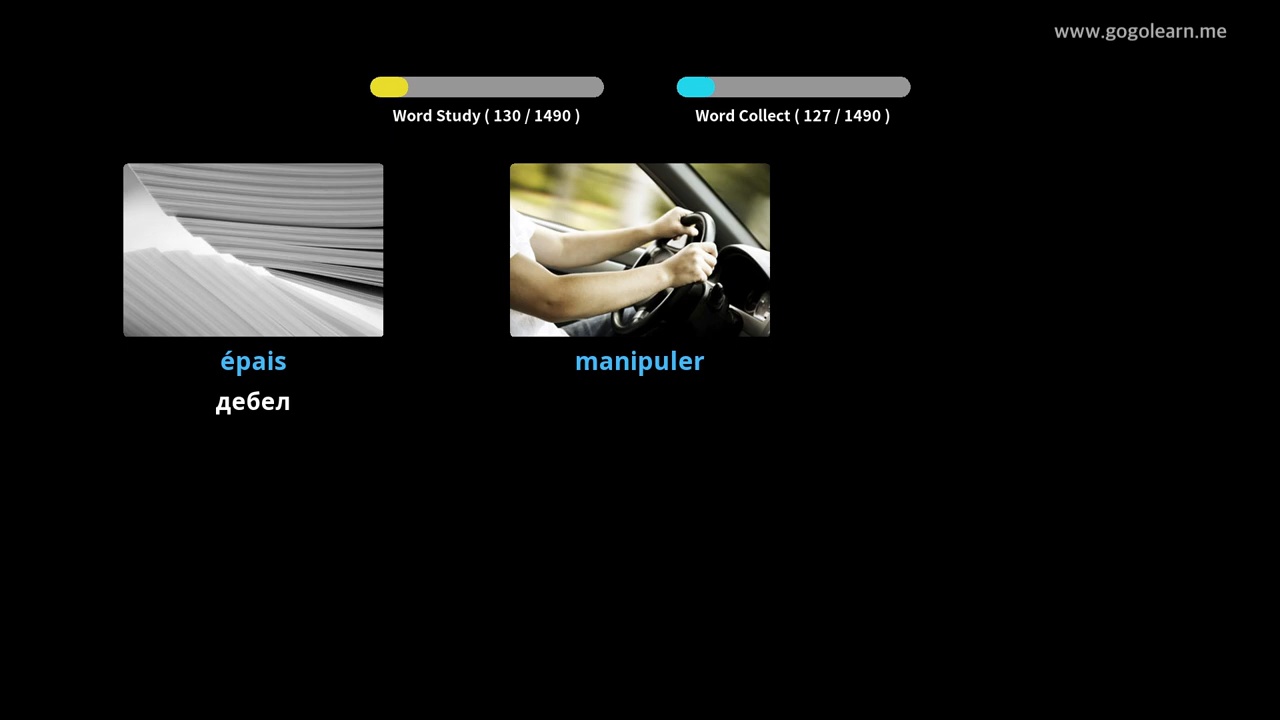 www.gogolearn.me
Word Study ( 130 / 1490 )
Word Collect ( 127 / 1490 )
épais
manipuler
дебел